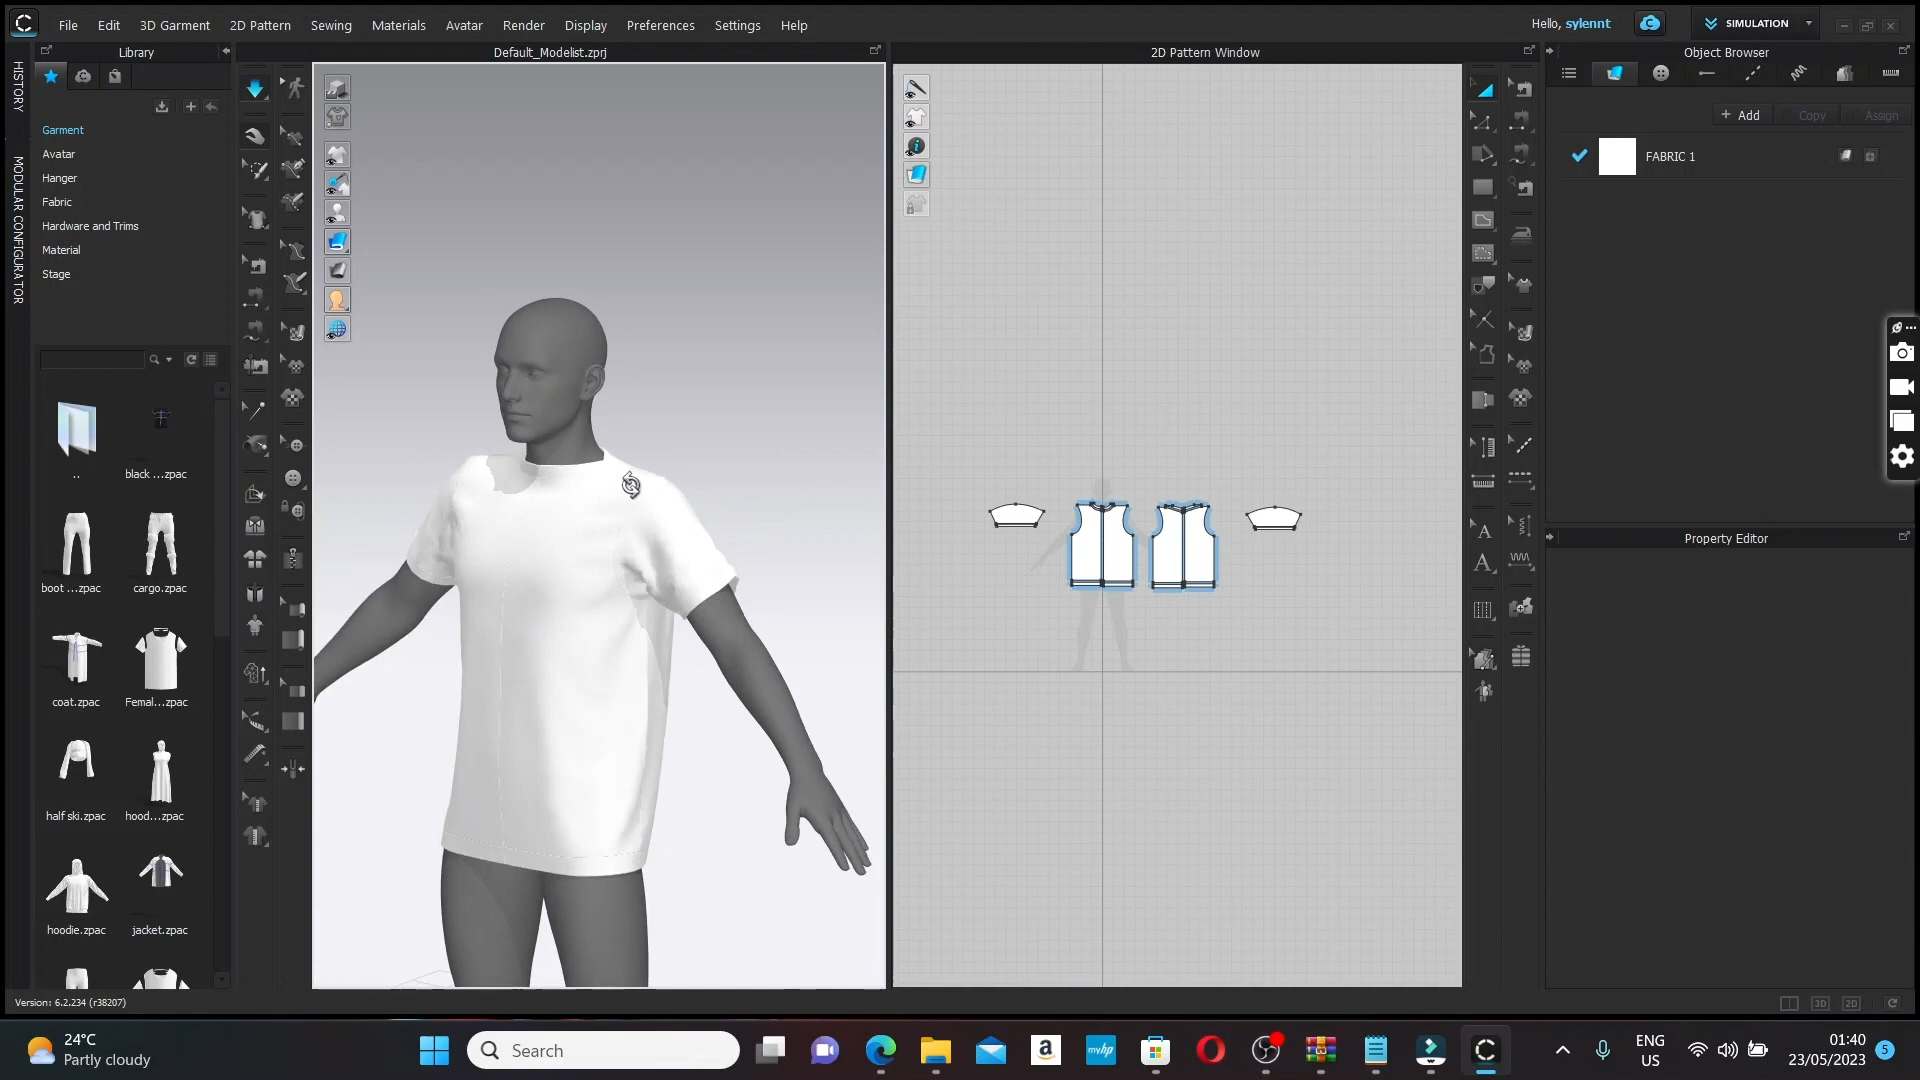 File Edit 3D Garment 2D Pattern Sewing Materials Avatar Render Display Preferences Settings Help
Hello, sylennt
SIMULATION
Library
Default_Modelist.zprj
2D Pattern Window
Object Browser
HISTORY
MODULAR CONFIGURATOR
Garment
Avatar
Hanger
Fabric
Hardware and Trims
Material
Stage
+ Add
Copy
Assign
FABRIC 1
..
black ...zpac
boot ...zpac
cargo.zpac
coat.zpac
Femal...zpac
half ski.zpac
hood...zpac
hoodie.zpac
jacket.zpac
Property Editor
Version: 6.2.234 (r38207)
3D
2D
24°C
Partly cloudy
Search
a
myhp
ENG
US
01:40
23/05/2023
5